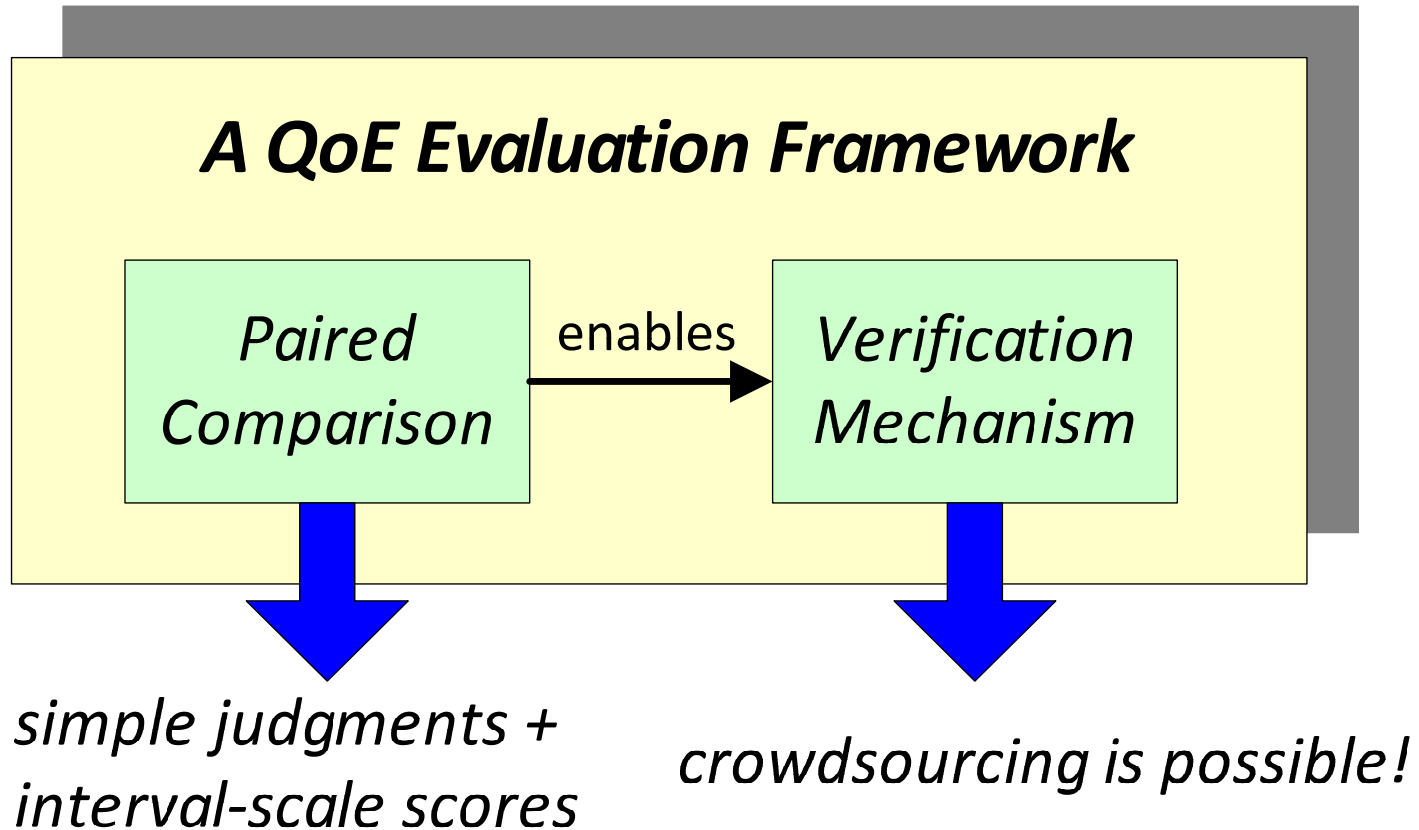 A QoE Evaluation Framework
Paired
Comparison
enables
Verification
Mechanism
simple judgments +
interval-scale scores
crowdsourcing is possible!